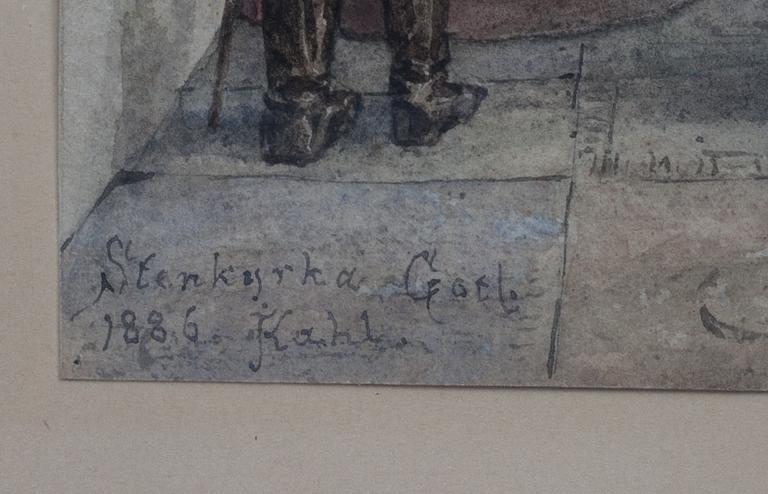 Stenkyrka Gotl.
1886. Kahl.